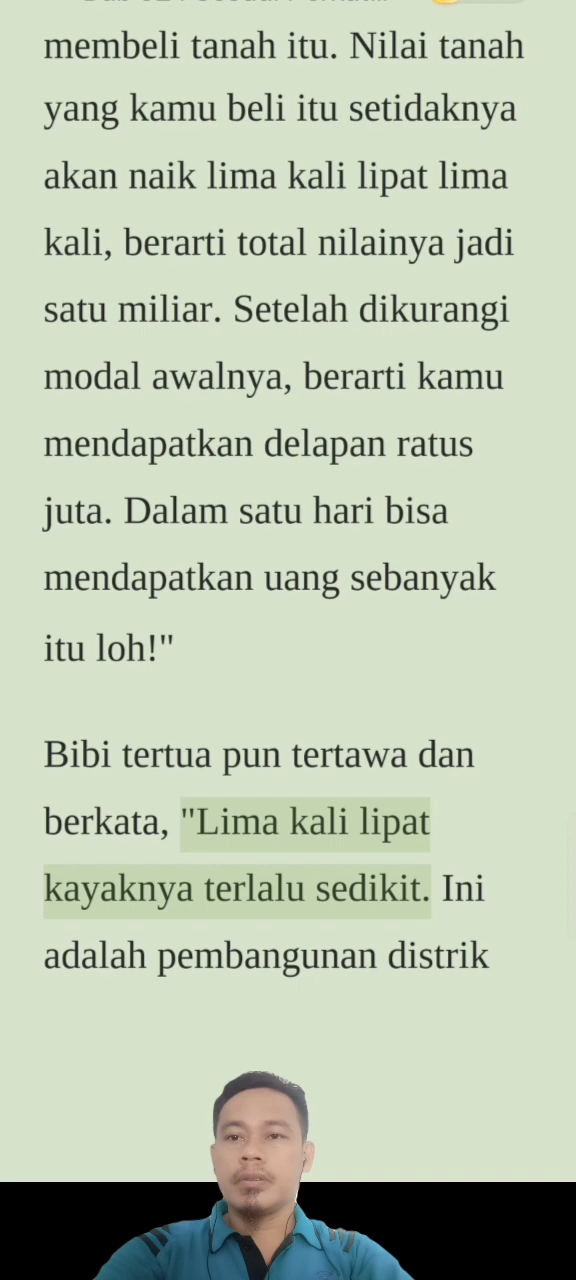 membeli tanah itu. Nilai tanah
yang kamu beli itu setidaknya
akan naik lima kali lipat lima
kali, berarti total nilainya jadi
satu miliar. Setelah dikurangi
modal awalnya, berarti kamu
mendapatkan delapan ratus
juta. Dalam satu hari bisa
mendapatkan uang sebanyak
itu loh!"
Bibi tertua pun tertawa dan
berkata, "Lima kali lipat
kayaknya terlalu sedikit. Ini
adalah pembangunan distrik